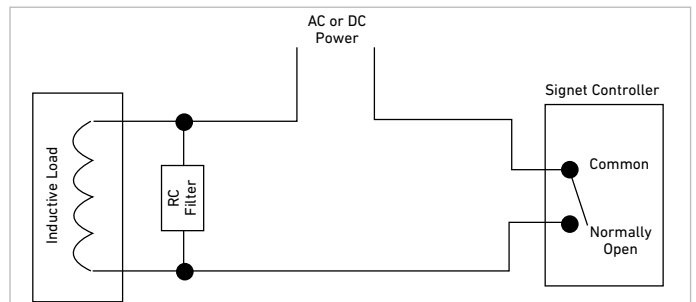 AC or DC
Power
Signet Controller
Inductive Load
RC
Filter
Common
Normally
Open